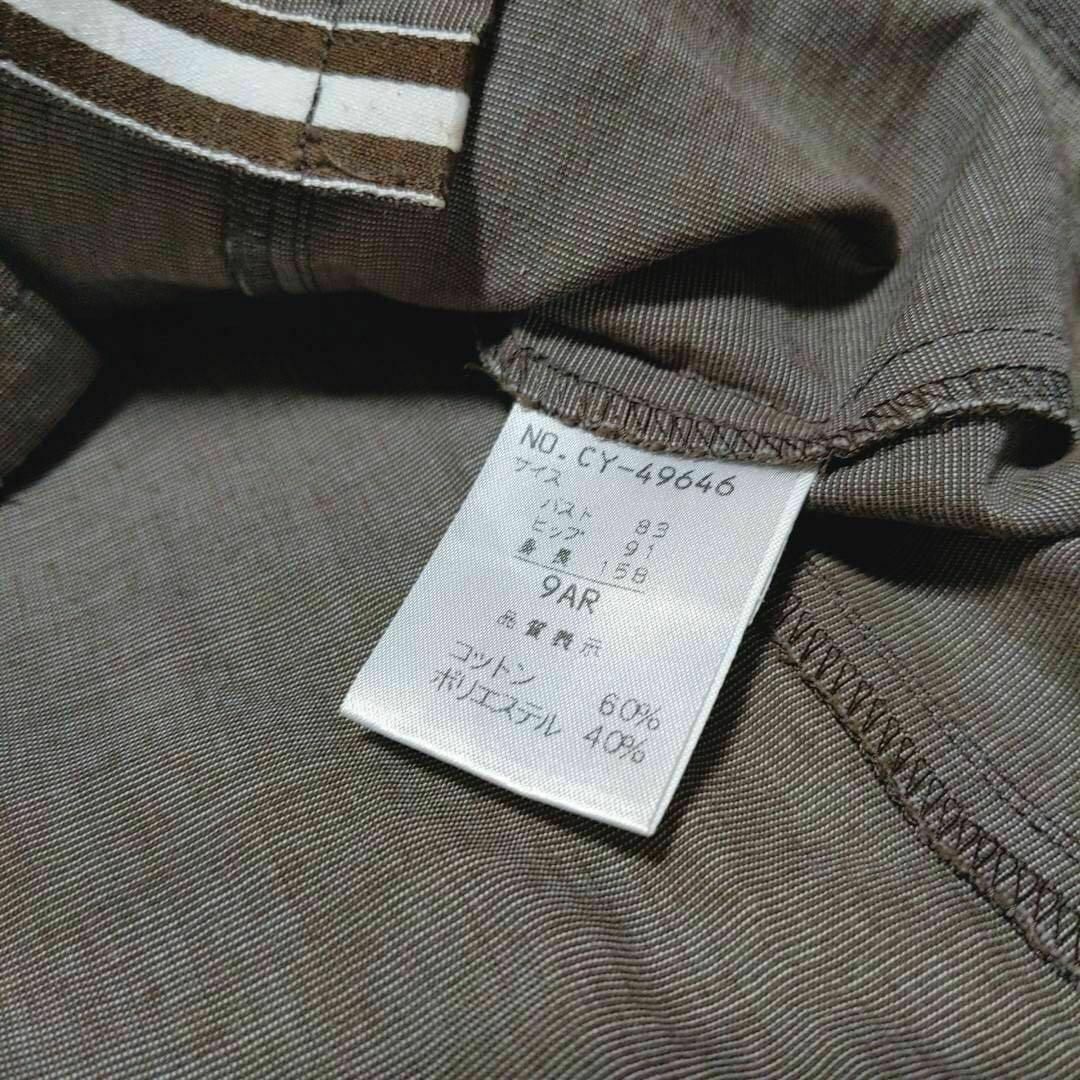 NO.CY-49646
サイズ
バスト 83
ヒップ 91
身長 158
9AR
品質表示
コットン 60%
ポリエステル 40%